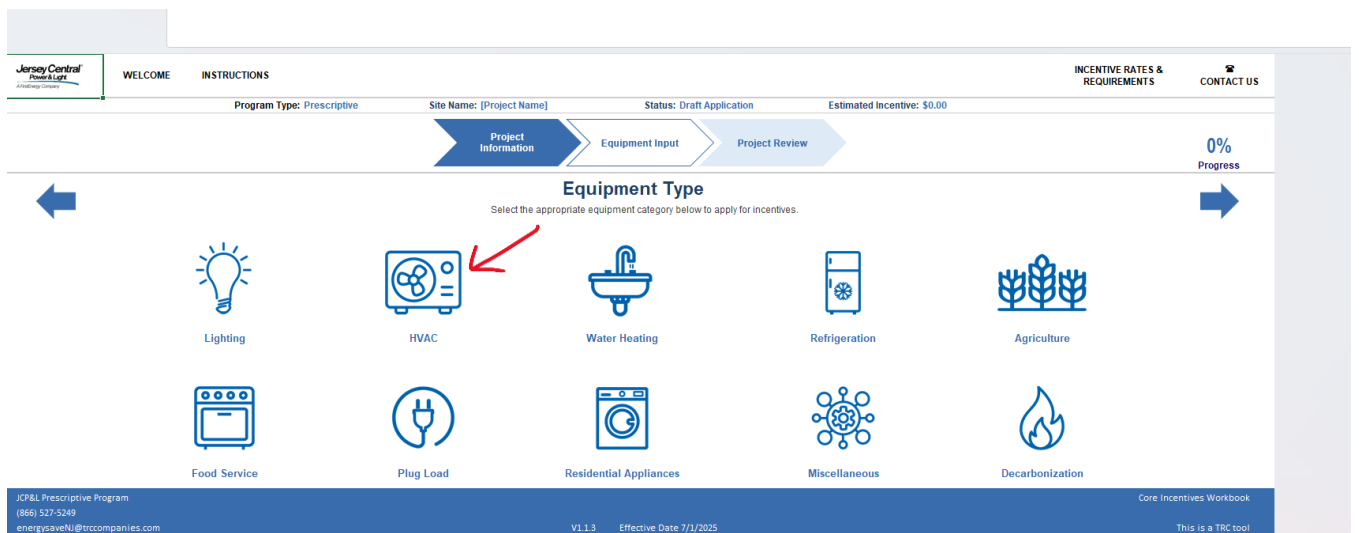 Jersey Central
Power & Light
A FirstEnergy Company
WELCOME INSTRUCTIONS
INCENTIVE RATES &
REQUIREMENTS
CONTACT US
Program Type: Prescriptive Site Name: [Project Name] Status: Draft Application Estimated Incentive: $0.00
Project
Information
Equipment Input
Project Review
0%
Progress
Equipment Type
Select the appropriate equipment category below to apply for incentives.
Lighting HVAC Water Heating Refrigeration Agriculture
Food Service Plug Load Residential Appliances Miscellaneous Decarbonization
JCP&L Prescriptive Program Core Incentives Workbook
(866) 527-5249
energysaveNJ@trccompanies.com V1.1.3 Effective Date 7/1/2025 This is a TRC tool